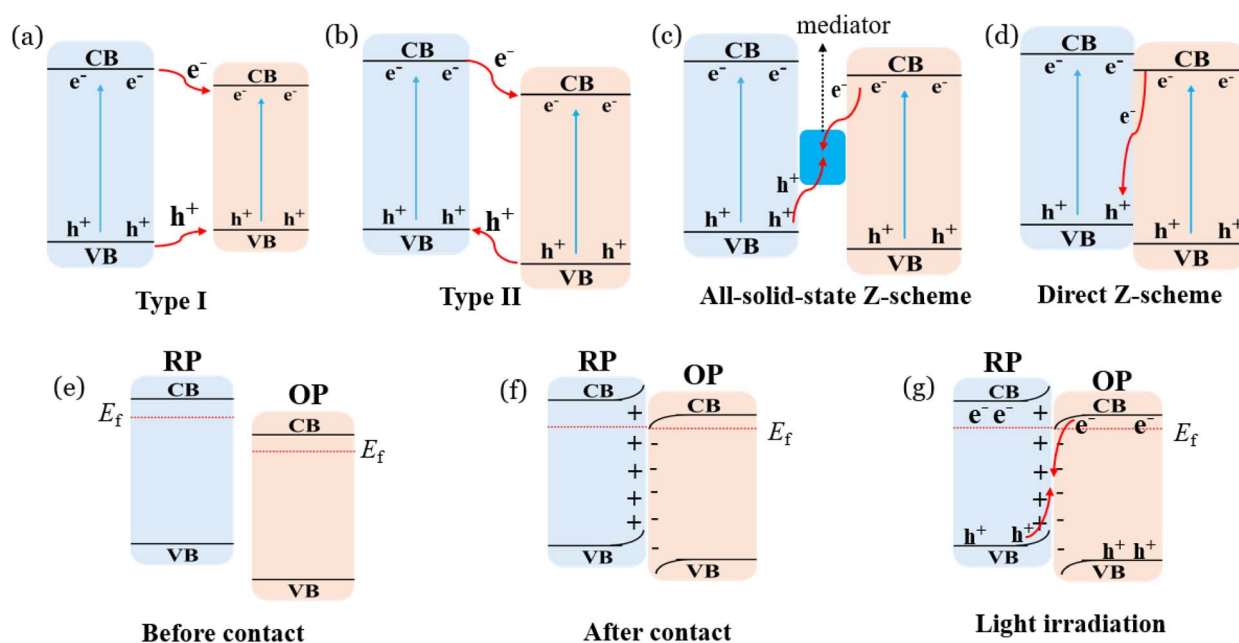 (a)
CB
e⁻ e⁻
h⁺ h⁺
VB
e⁻
h⁺
CB
e⁻ e⁻
h⁺ h⁺
VB
Type I
(b)
CB
e⁻ e⁻
h⁺ h⁺
VB
e⁻
h⁺
CB
e⁻ e⁻
h⁺ h⁺
VB
Type II
(c)
mediator
CB
e⁻ e⁻
h⁺ h⁺
VB
e⁻
h⁺
CB
e⁻ e⁻
h⁺ h⁺
VB
All-solid-state Z-scheme
(d)
CB
e⁻ e⁻
h⁺ h⁺
VB
e⁻
CB
e⁻ e⁻
h⁺ h⁺
VB
Direct Z-scheme
(e)
RP
CB
Ef
VB
OP
CB
Ef
VB
Before contact
(f)
RP
CB
+
+
+
+
+
VB
OP
CB
-
-
-
-
-
-
Ef
VB
After contact
(g)
RP
CB
e⁻ e⁻
+
+
+
+
+
h⁺ h⁺
VB
OP
CB
e⁻ e⁻
-
-
-
-
-
-
Ef
h⁺ h⁺
VB
Light irradiation